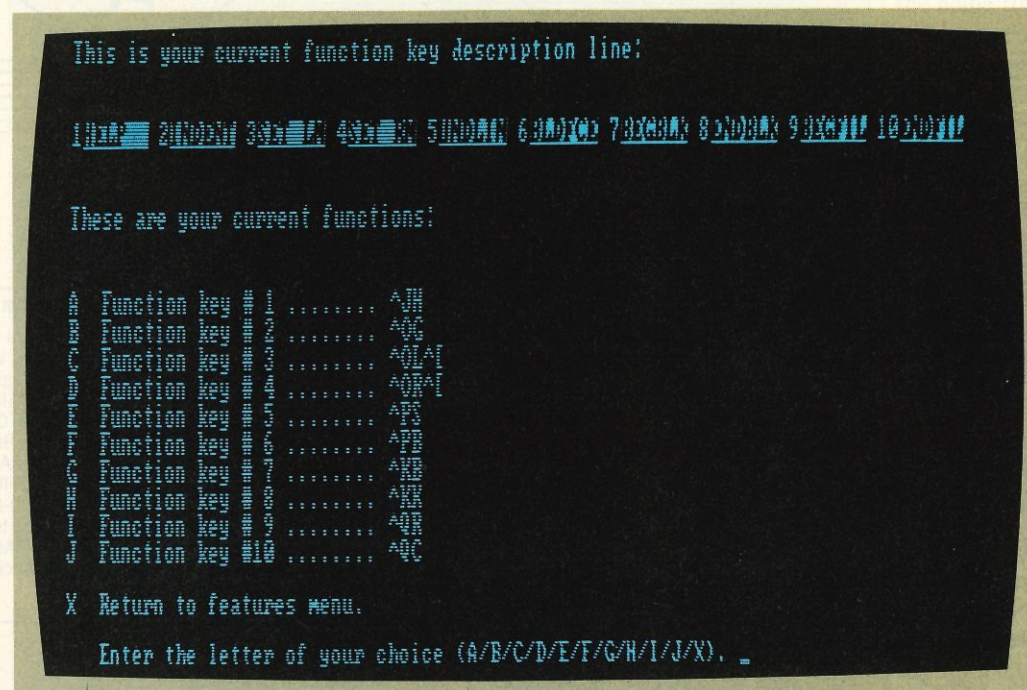 This is your current function key description line:
1HELP 2INDENT 3SET LM 4SET RM 5UNDLIN 6BLDFCE 7BEGBLK 8ENDBLK 9BEGFIL 10ENDFIL
These are your current functions:
A Function key # 1 ........ ^JH
B Function key # 2 ........ ^OG
C Function key # 3 ........ ^OL^[
D Function key # 4 ........ ^OR^[
E Function key # 5 ........ ^PS
F Function key # 6 ........ ^PB
G Function key # 7 ........ ^KB
H Function key # 8 ........ ^KK
I Function key # 9 ........ ^QR
J Function key #10 ........ ^QC
X Return to features menu.
Enter the letter of your choice (A/B/C/D/E/F/G/H/I/J/X). _